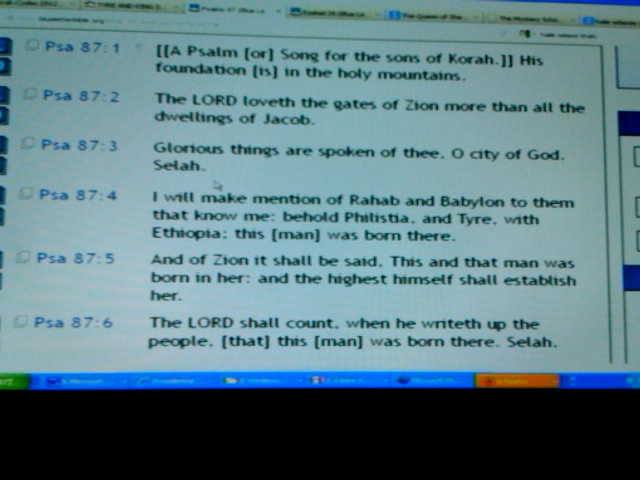 Psa 87:1 [[A Psalm [or] Song for the sons of Korah.]] His
foundation [is] in the holy mountains.
Psa 87:2 The LORD loveth the gates of Zion more than all the
dwellings of Jacob.
Psa 87:3 Glorious things are spoken of thee, O city of God.
Selah.
Psa 87:4 I will make mention of Rahab and Babylon to them
that know me: behold Philistia, and Tyre, with
Ethiopia; this [man] was born there.
Psa 87:5 And of Zion it shall be said, This and that man was
born in her: and the highest himself shall establish
her.
Psa 87:6 The LORD shall count, when he writeth up the
people, [that] this [man] was born there. Selah.